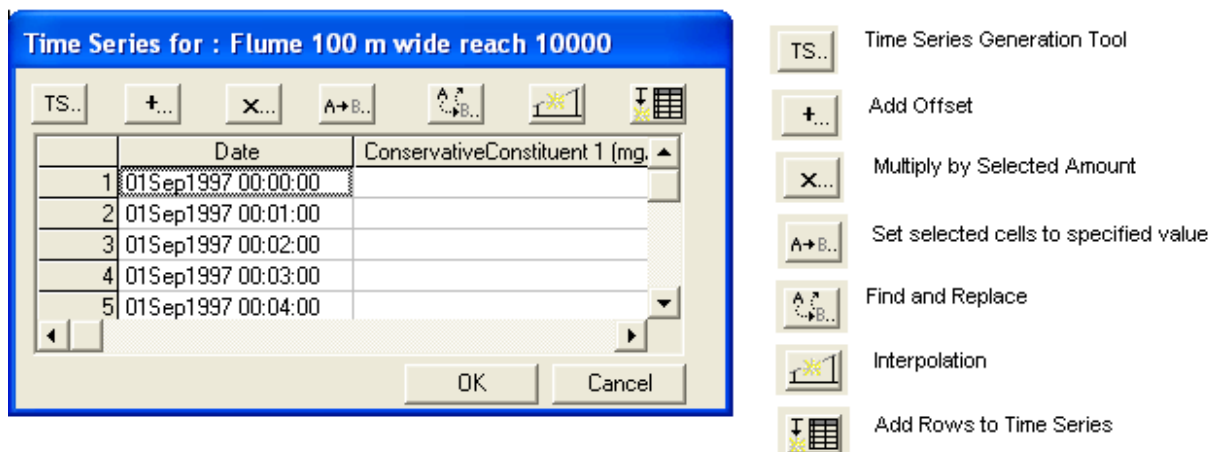 Time Series for : Flume 100 m wide reach 10000
TS.. +... x... A→B.. A B..
Date ConservativeConstituent 1 (mg.
1 01Sep1997 00:00:00
2 01Sep1997 00:01:00
3 01Sep1997 00:02:00
4 01Sep1997 00:03:00
5 01Sep1997 00:04:00
OK Cancel
TS.. Time Series Generation Tool
+... Add Offset
x... Multiply by Selected Amount
A→B.. Set selected cells to specified value
A B.. Find and Replace
Interpolation
Add Rows to Time Series